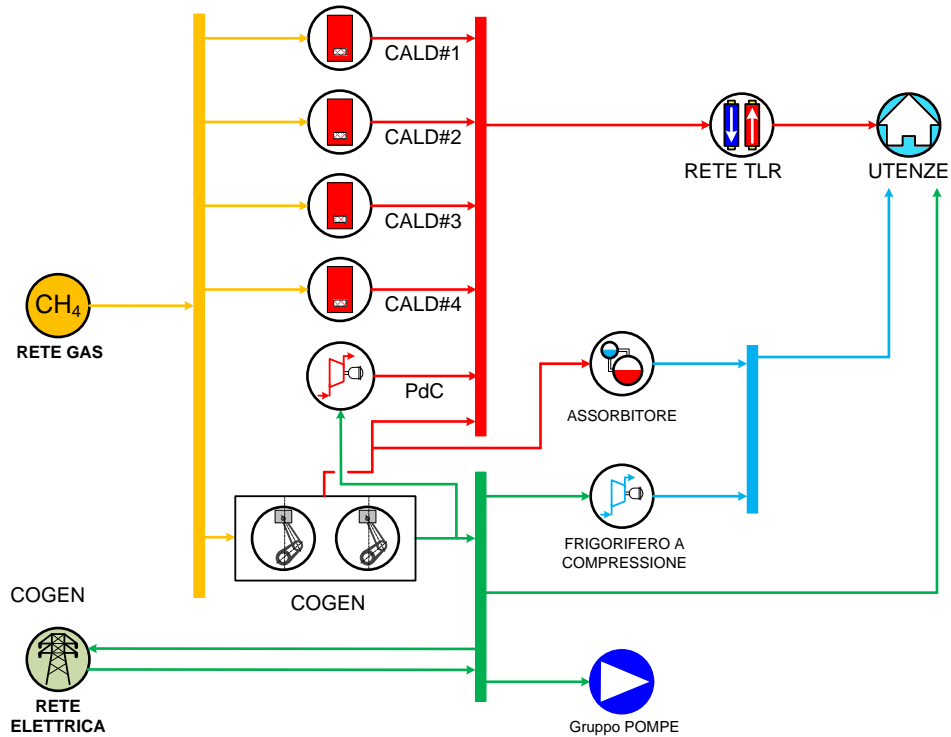 CALD#1
CALD#2
CALD#3
CALD#4
RETE TLR
UTENZE
CH₄
RETE GAS
PdC
ASSORBITORE
FRIGORIFERO A
COMPRESSIONE
COGEN
COGEN
RETE
ELETTRICA
Gruppo POMPE